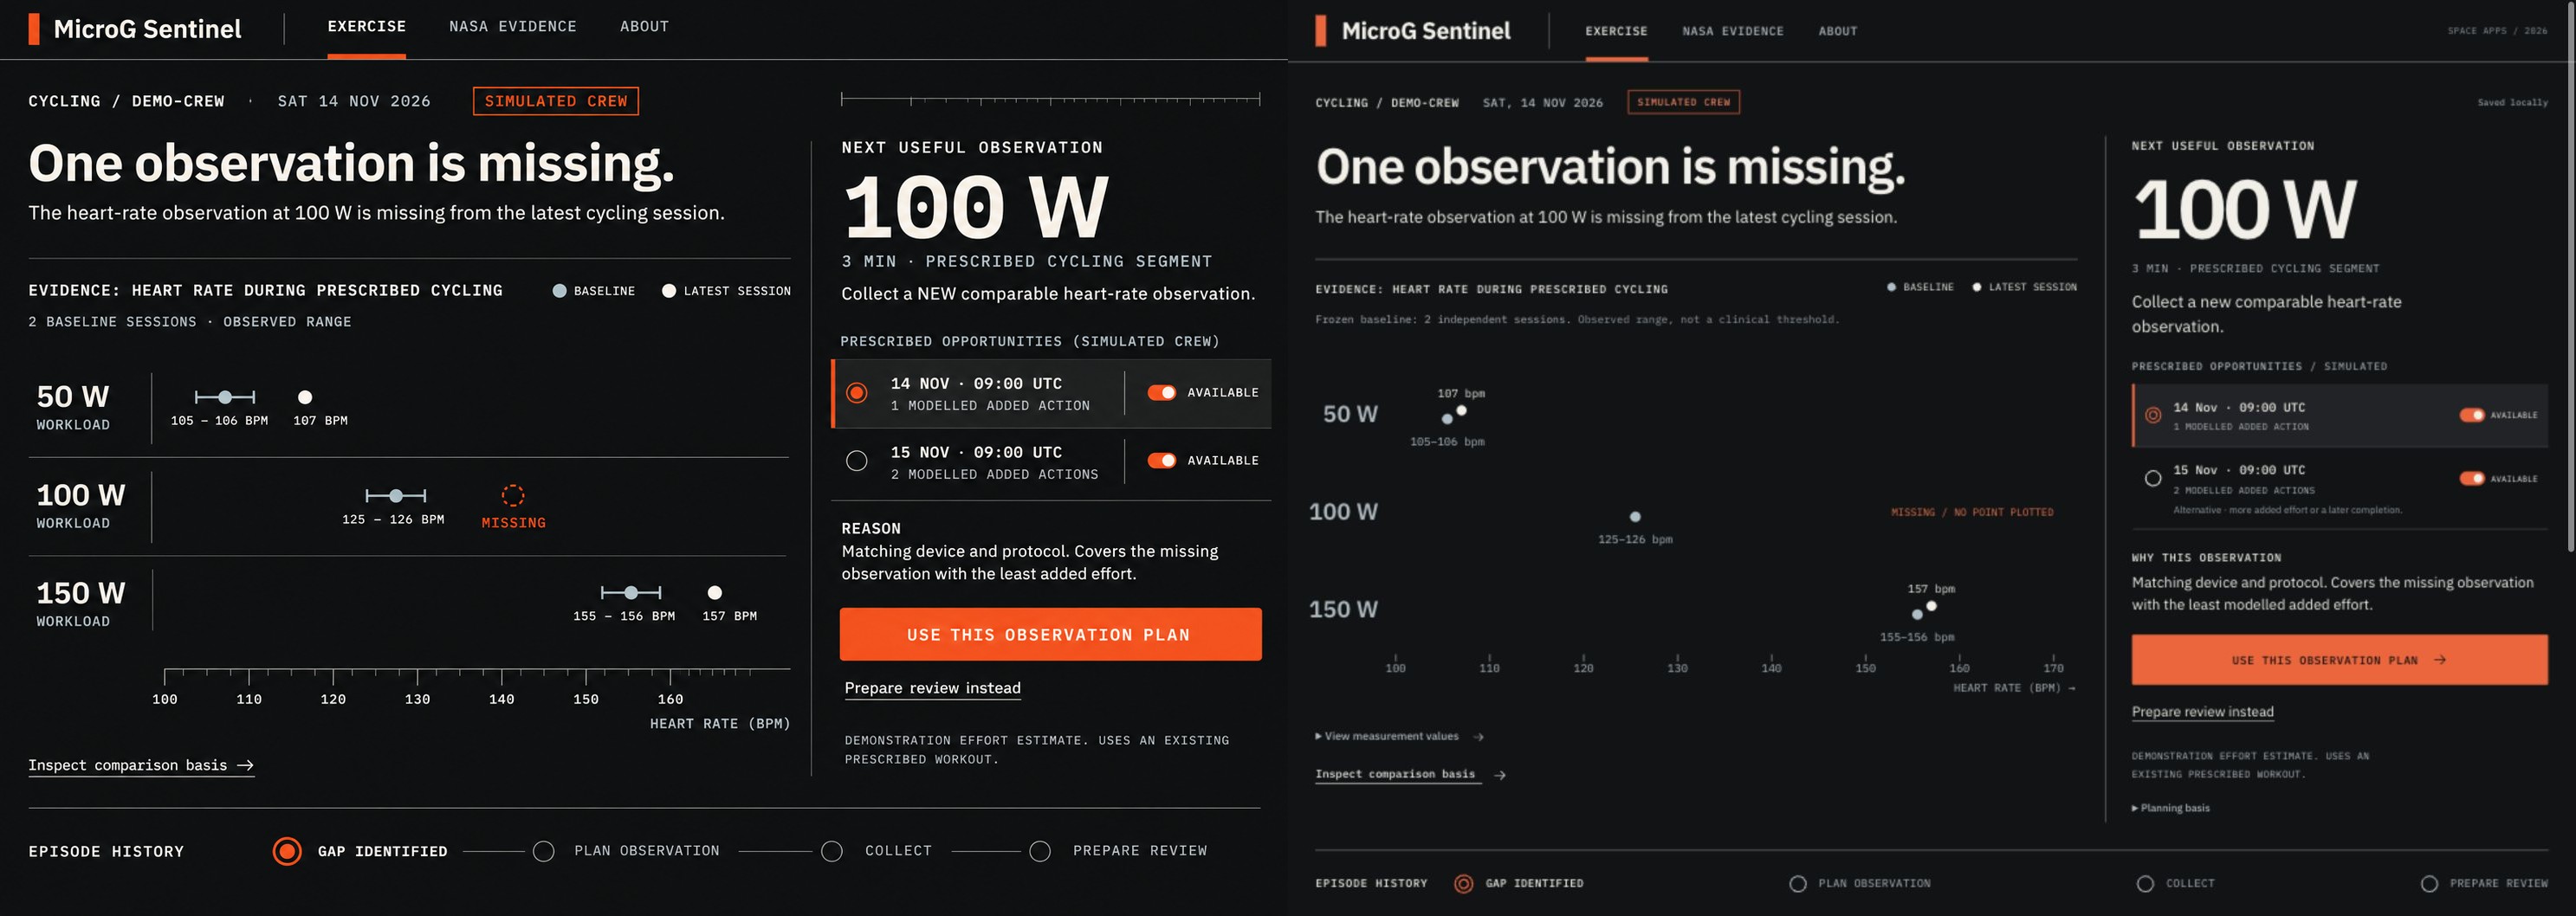 MicroG Sentinel
EXERCISE NASA EVIDENCE ABOUT
CYCLING / DEMO-CREW · SAT 14 NOV 2026 SIMULATED CREW
One observation is missing.
The heart-rate observation at 100 W is missing from the latest cycling session.
EVIDENCE: HEART RATE DURING PRESCRIBED CYCLING
BASELINE LATEST SESSION
2 BASELINE SESSIONS · OBSERVED RANGE
50 W
WORKLOAD
105 – 106 BPM 107 BPM
100 W
WORKLOAD
125 – 126 BPM MISSING
150 W
WORKLOAD
155 – 156 BPM 157 BPM
100 110 120 130 140 150 160
HEART RATE (BPM)
Inspect comparison basis →
NEXT USEFUL OBSERVATION
100 W
3 MIN · PRESCRIBED CYCLING SEGMENT
Collect a NEW comparable heart-rate observation.
PRESCRIBED OPPORTUNITIES (SIMULATED CREW)
14 NOV · 09:00 UTC
1 MODELLED ADDED ACTION
AVAILABLE
15 NOV · 09:00 UTC
2 MODELLED ADDED ACTIONS
AVAILABLE
REASON
Matching device and protocol. Covers the missing
observation with the least added effort.
USE THIS OBSERVATION PLAN
Prepare review instead
DEMONSTRATION EFFORT ESTIMATE. USES AN EXISTING
PRESCRIBED WORKOUT.
EPISODE HISTORY GAP IDENTIFIED PLAN OBSERVATION COLLECT PREPARE REVIEW
MicroG Sentinel
EXERCISE NASA EVIDENCE ABOUT
SPACE APPS / 2026
CYCLING / DEMO-CREW SAT, 14 NOV 2026 SIMULATED CREW
Saved locally
One observation is missing.
The heart-rate observation at 100 W is missing from the latest cycling session.
EVIDENCE: HEART RATE DURING PRESCRIBED CYCLING
BASELINE LATEST SESSION
Frozen baseline: 2 independent sessions. Observed range, not a clinical threshold.
107 bpm
50 W
105–106 bpm
100 W
MISSING / NO POINT PLOTTED
125–126 bpm
157 bpm
150 W
155–156 bpm
100 110 120 130 140 150 160 170
HEART RATE (BPM) →
▸ View measurement values →
Inspect comparison basis →
NEXT USEFUL OBSERVATION
100 W
3 MIN · PRESCRIBED CYCLING SEGMENT
Collect a new comparable heart-rate
observation.
PRESCRIBED OPPORTUNITIES / SIMULATED
14 Nov · 09:00 UTC
1 MODELLED ADDED ACTION
AVAILABLE
15 Nov · 09:00 UTC
2 MODELLED ADDED ACTIONS
Alternative · more added effort or a later completion.
AVAILABLE
WHY THIS OBSERVATION
Matching device and protocol. Covers the missing observation
with the least modelled added effort.
USE THIS OBSERVATION PLAN →
Prepare review instead
DEMONSTRATION EFFORT ESTIMATE. USES AN
EXISTING PRESCRIBED WORKOUT.
▸ Planning basis
EPISODE HISTORY GAP IDENTIFIED PLAN OBSERVATION COLLECT PREPARE REVIEW